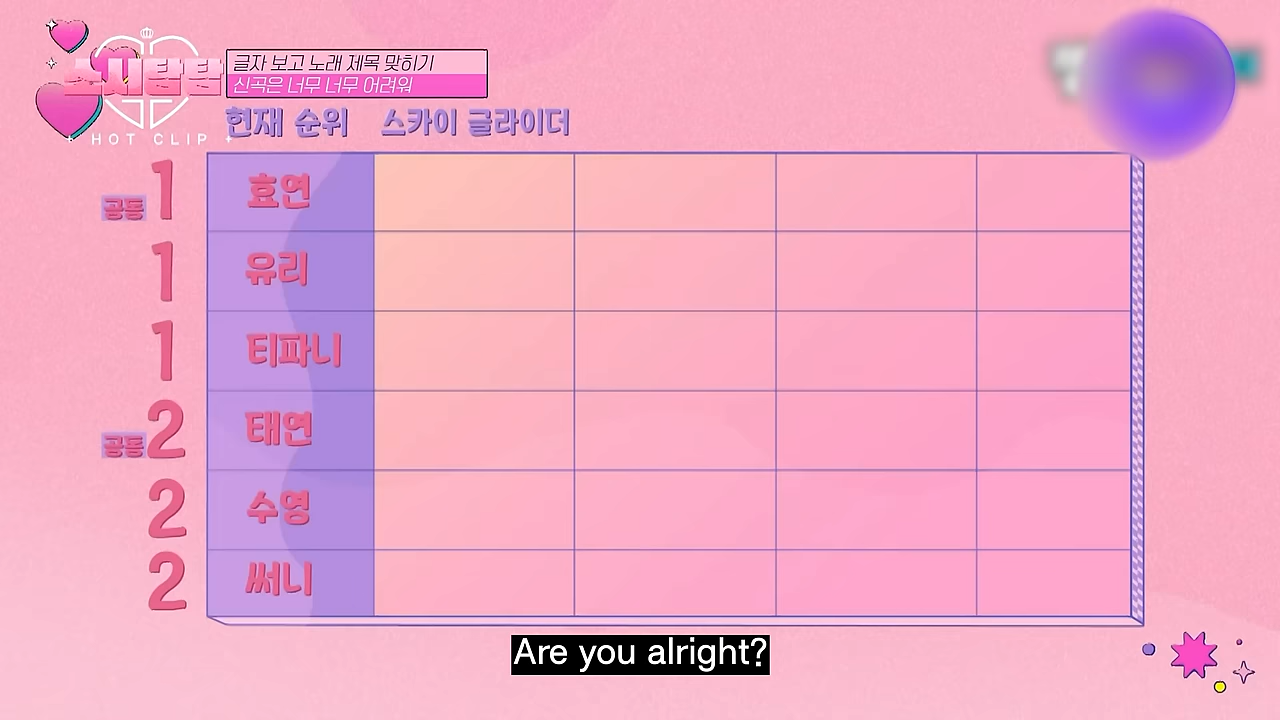 소시탐탐
HOT CLIP
글자 보고 노래 제목 맞히기
신곡은 너무 너무 어려워
현재 순위 스카이 글라이더
공동 1 효연
1 유리
1 티파니
공동 2 태연
2 수영
2 써니
Are you alright?